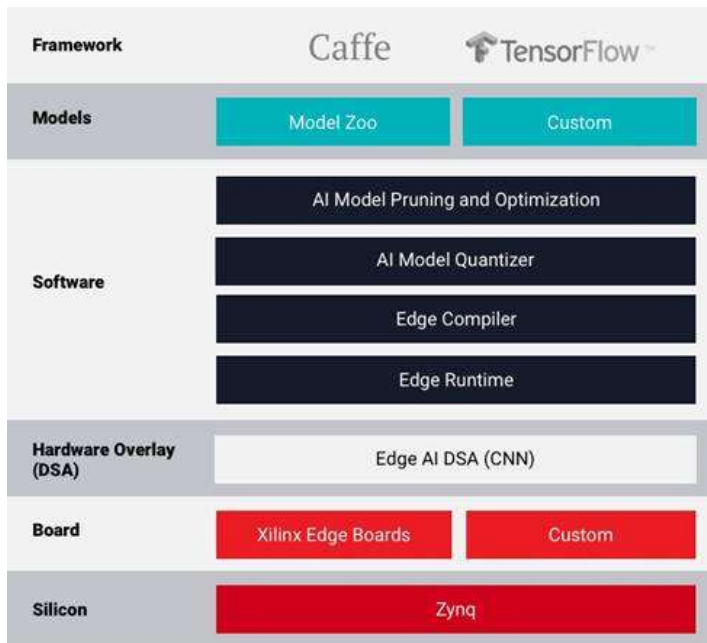 Framework
Caffe
TensorFlow™
Models
Model Zoo
Custom
Software
AI Model Pruning and Optimization
AI Model Quantizer
Edge Compiler
Edge Runtime
Hardware Overlay
(DSA)
Edge AI DSA (CNN)
Board
Xilinx Edge Boards
Custom
Silicon
Zynq